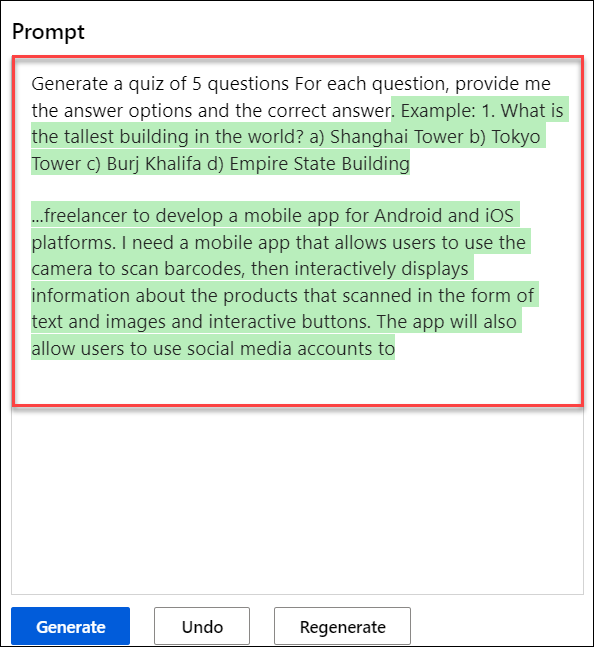 Prompt
Generate a quiz of 5 questions For each question, provide me
the answer options and the correct answer. Example: 1. What is
the tallest building in the world? a) Shanghai Tower b) Tokyo
Tower c) Burj Khalifa d) Empire State Building
...freelancer to develop a mobile app for Android and iOS
platforms. I need a mobile app that allows users to use the
camera to scan barcodes, then interactively displays
information about the products that scanned in the form of
text and images and interactive buttons. The app will also
allow users to use social media accounts to
Generate Undo Regenerate